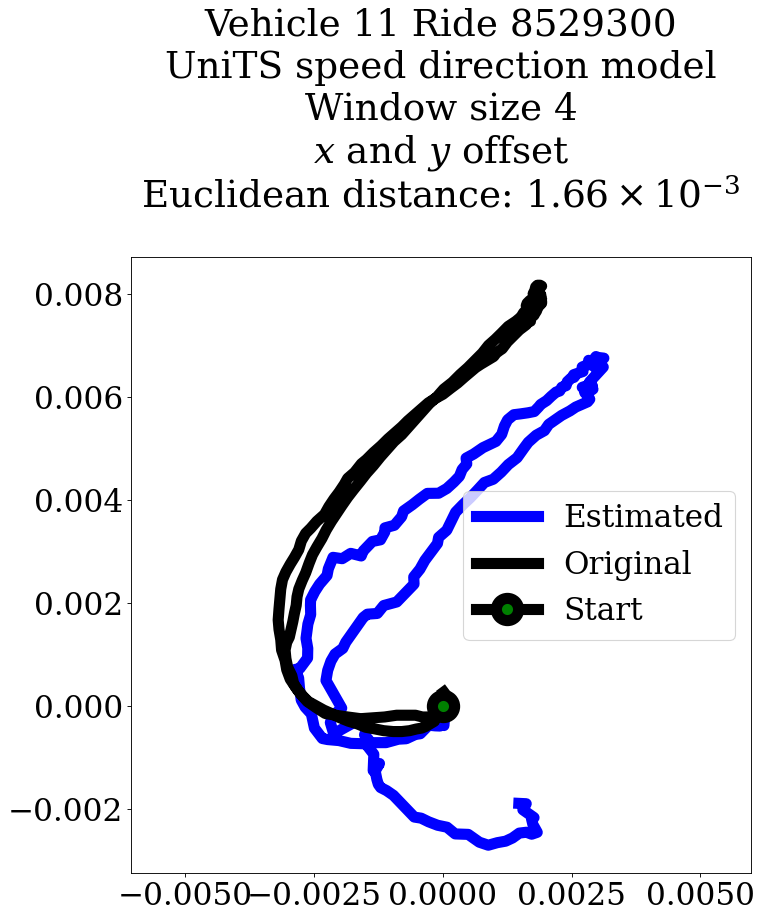 Vehicle 11 Ride 8529300
UniTS speed direction model
Window size 4
x and y offset
Euclidean distance: 1.66 × 10⁻³
0.008
0.006
0.004
0.002
0.000
−0.002
Estimated
Original
Start
−0.0050 −0.0025 0.0000 0.0025 0.0050